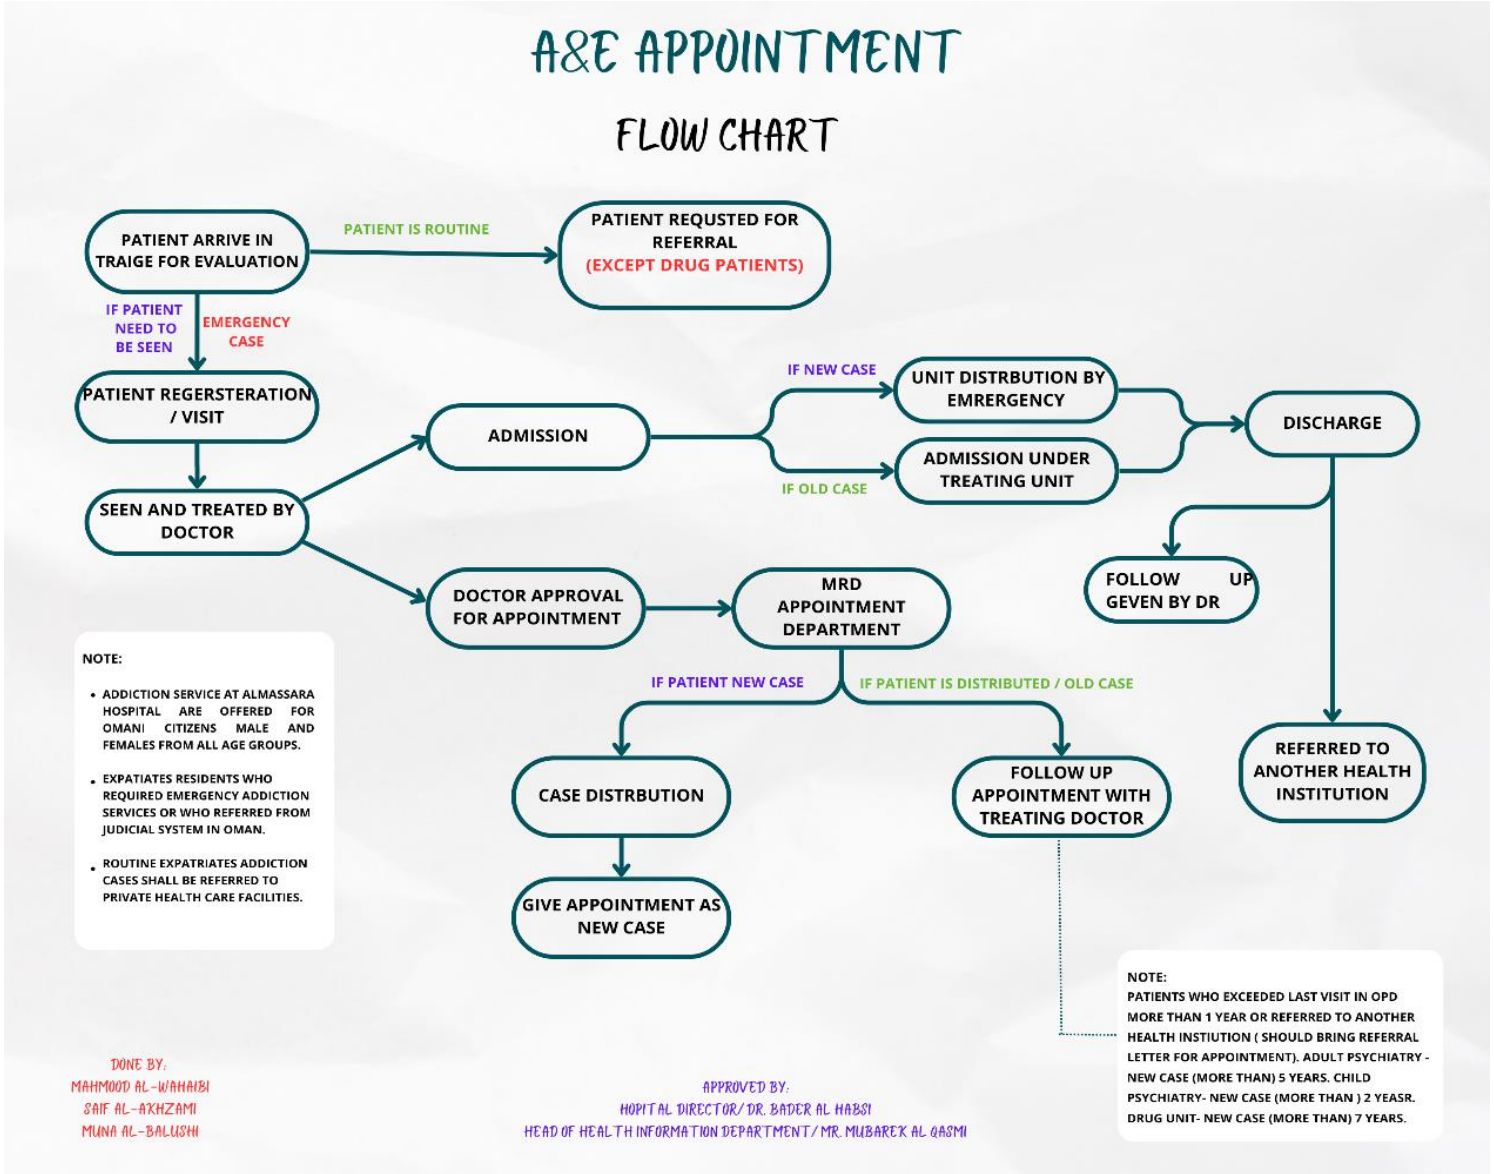 A&E APPOINTMENT
FLOW CHART
PATIENT ARRIVE IN
TRAIGE FOR EVALUATION
PATIENT IS ROUTINE
PATIENT REQUSTED FOR
REFERRAL
(EXCEPT DRUG PATIENTS)
IF PATIENT
NEED TO
BE SEEN
EMERGENCY
CASE
PATIENT REGERSTERATION
/ VISIT
SEEN AND TREATED BY
DOCTOR
ADMISSION
IF NEW CASE
UNIT DISTRBUTION BY
EMRERGENCY
IF OLD CASE
ADMISSION UNDER
TREATING UNIT
DISCHARGE
FOLLOW UP
GEVEN BY DR
REFERRED TO
ANOTHER HEALTH
INSTITUTION
DOCTOR APPROVAL
FOR APPOINTMENT
MRD
APPOINTMENT
DEPARTMENT
IF PATIENT NEW CASE
IF PATIENT IS DISTRIBUTED / OLD CASE
CASE DISTRBUTION
GIVE APPOINTMENT AS
NEW CASE
FOLLOW UP
APPOINTMENT WITH
TREATING DOCTOR
NOTE:
• ADDICTION SERVICE AT ALMASSARA
HOSPITAL ARE OFFERED FOR
OMANI CITIZENS MALE AND
FEMALES FROM ALL AGE GROUPS.
• EXPATIATES RESIDENTS WHO
REQUIRED EMERGENCY ADDICTION
SERVICES OR WHO REFERRED FROM
JUDICIAL SYSTEM IN OMAN.
• ROUTINE EXPATRIATES ADDICTION
CASES SHALL BE REFERRED TO
PRIVATE HEALTH CARE FACILITIES.
NOTE:
PATIENTS WHO EXCEEDED LAST VISIT IN OPD
MORE THAN 1 YEAR OR REFERRED TO ANOTHER
HEALTH INSTIUTION ( SHOULD BRING REFERRAL
LETTER FOR APPOINTMENT). ADULT PSYCHIATRY -
NEW CASE (MORE THAN) 5 YEARS. CHILD
PSYCHIATRY- NEW CASE (MORE THAN ) 2 YEASR.
DRUG UNIT- NEW CASE (MORE THAN) 7 YEARS.
DONE BY:
MAHMOOD AL-WAHAIBI
SAIF AL-AKHZAMI
MUNA AL-BALUSHI
APPROVED BY:
HOPITAL DIRECTOR/ DR. BADER AL HABSI
HEAD OF HEALTH INFORMATION DEPARTMENT/ MR. MUBAREK AL QASMI